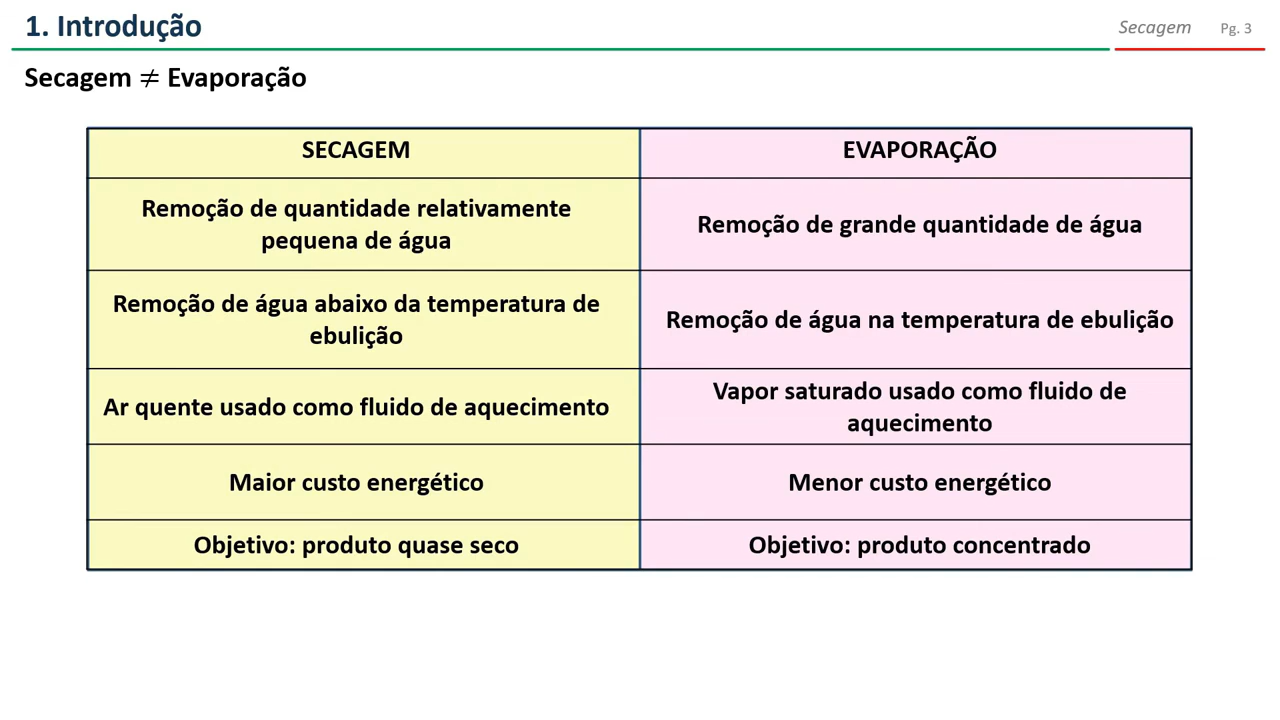 1. Introdução
Secagem Pg. 3
Secagem ≠ Evaporação
SECAGEM
EVAPORAÇÃO
Remoção de quantidade relativamente
pequena de água
Remoção de grande quantidade de água
Remoção de água abaixo da temperatura de
ebulição
Remoção de água na temperatura de ebulição
Ar quente usado como fluido de aquecimento
Vapor saturado usado como fluido de
aquecimento
Maior custo energético
Menor custo energético
Objetivo: produto quase seco
Objetivo: produto concentrado